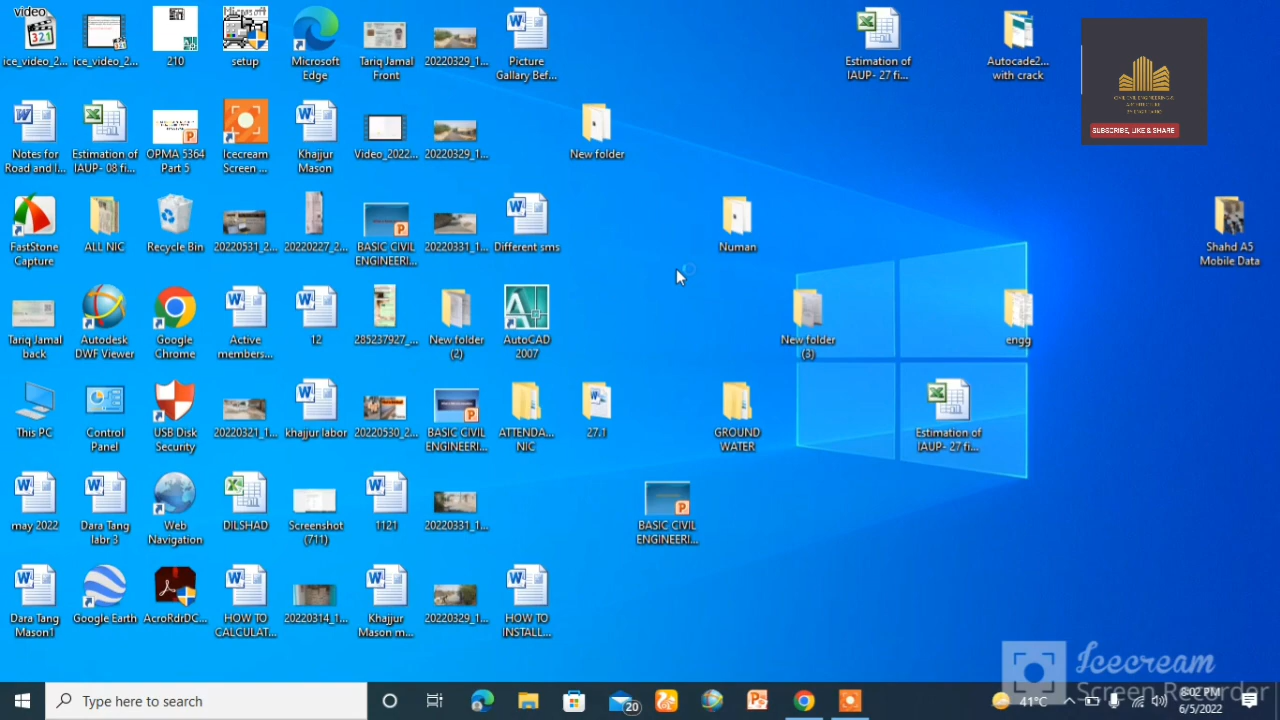 video
321
ice_video_2...
ice_video_2...
210
Microsoft
setup
Microsoft
Edge
Tariq Jamal
Front
20220329_1...
Picture
Gallary Bef...
Estimation of
IAUP- 27 fi...
Autocade2...
with crack
SUBSCRIBE, LIKE & SHARE
Notes for
Road and I...
Estimation of
IAUP- 08 fi...
OPMA 5364
Part 5
Icecream
Screen ...
Khajjur
Mason
Video_2022...
20220329_1...
New folder
FastStone
Capture
ALL NIC
Recycle Bin
20220531_2...
20220227_2...
BASIC CIVIL
ENGINEERI...
20220331_1...
Different sms
Numan
Shahd A5
Mobile Data
Tariq Jamal
back
Autodesk
DWF Viewer
Google
Chrome
Active
members...
12
285237927_...
New folder
(2)
AutoCAD
2007
New folder
(3)
engg
This PC
Control
Panel
USB Disk
Security
20220321_1...
khajjur labor
20220530_2...
BASIC CIVIL
ENGINEERI...
ATTENDA...
NIC
27.1
GROUND
WATER
Estimation of
IAUP- 27 fi...
may 2022
Dara Tang
labr 3
Web
Navigation
DILSHAD
Screenshot
(711)
1121
20220331_1...
BASIC CIVIL
ENGINEERI...
Dara Tang
Mason1
Google Earth
AcroRdrDC...
HOW TO
CALCULAT...
20220314_1...
Khajjur
Mason m...
20220329_1...
HOW TO
INSTALL...
Icecream
Screen Recorder
Type here to search
20
41°C
8:02 PM
6/5/2022